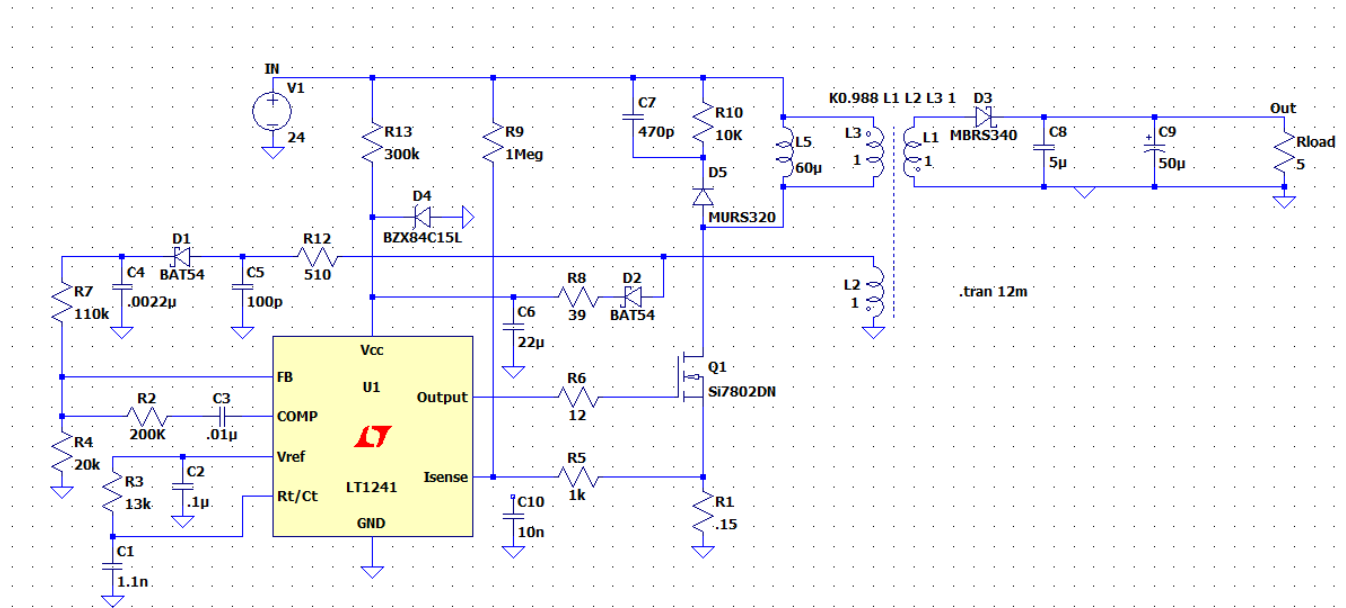 IN
V1
24
R13
300k
R9
1Meg
C7
470p
R10
10K
D5
MURS320
L5
60µ
K0.988 L1 L2 L3 1
L3
1
L1
1
D3
MBRS340
C8
5µ
C9
50µ
Out
Rload
5
D4
BZX84C15L
D1
BAT54
R12
510
C4
.0022µ
C5
100p
R7
110k
R8
39
D2
BAT54
L2
1
.tran 12m
C6
22µ
Vcc
U1
FB
COMP
Vref
Rt/Ct
Output
Isense
LT1241
GND
R2
200K
C3
.01µ
R4
20k
R3
13k
C2
.1µ
C1
1.1n
R6
12
Q1
Si7802DN
R5
1k
C10
10n
R1
.15